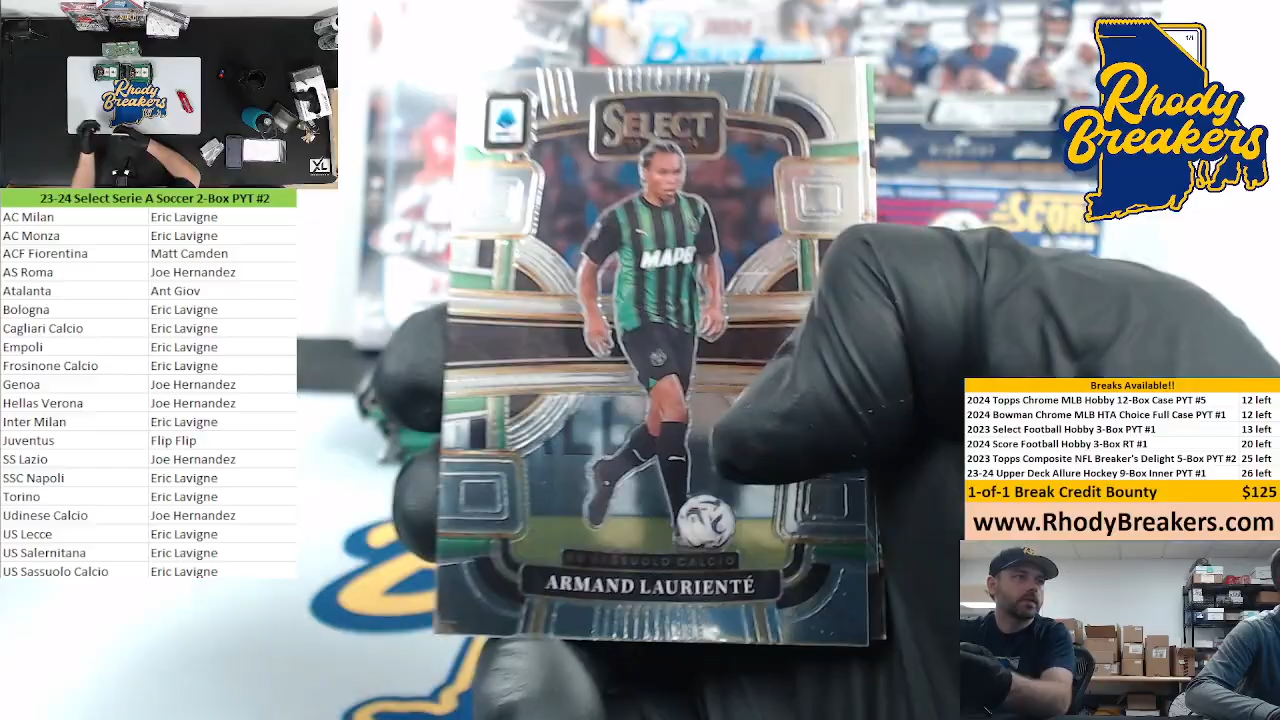 Rhody
Breakers
XL
23-24 Select Serie A Soccer 2-Box PYT #2
AC Milan Eric Lavigne
AC Monza Eric Lavigne
ACF Fiorentina Matt Camden
AS Roma Joe Hernandez
Atalanta Ant Giov
Bologna Eric Lavigne
Cagliari Calcio Eric Lavigne
Empoli Eric Lavigne
Frosinone Calcio Eric Lavigne
Genoa Joe Hernandez
Hellas Verona Joe Hernandez
Inter Milan Eric Lavigne
Juventus Flip Flip
SS Lazio Joe Hernandez
SSC Napoli Eric Lavigne
Torino Eric Lavigne
Udinese Calcio Joe Hernandez
US Lecce Eric Lavigne
US Salernitana Eric Lavigne
US Sassuolo Calcio Eric Lavigne
SELECT
MAPEI
US SASSUOLO CALCIO
ARMAND LAURIENTÉ
SCORE
1/1
Rhody
Breakers
Breaks Available!!
2024 Topps Chrome MLB Hobby 12-Box Case PYT #5 12 left
2024 Bowman Chrome MLB HTA Choice Full Case PYT #1 12 left
2023 Select Football Hobby 3-Box PYT #1 13 left
2024 Score Football Hobby 3-Box RT #1 20 left
2023 Topps Composite NFL Breaker's Delight 5-Box PYT #2 25 left
23-24 Upper Deck Allure Hockey 9-Box Inner PYT #1 26 left
1-of-1 Break Credit Bounty $125
www.RhodyBreakers.com